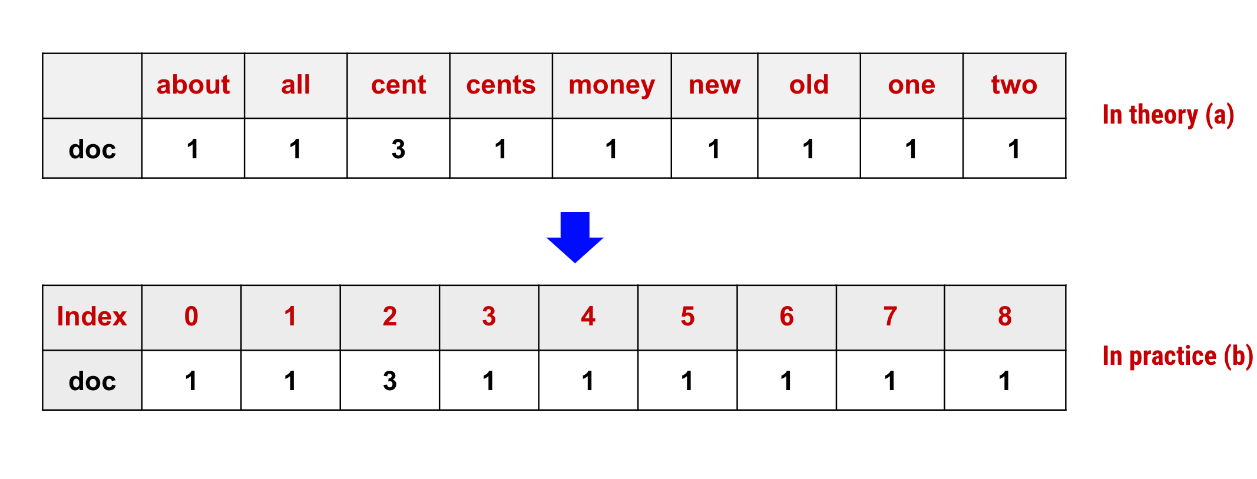 about all cent cents money new old one two
doc 1 1 3 1 1 1 1 1 1
In theory (a)
Index 0 1 2 3 4 5 6 7 8
doc 1 1 3 1 1 1 1 1 1
In practice (b)